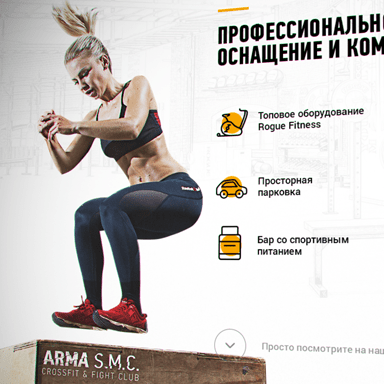 ПРОФЕССИОНАЛЬН
ОСНАЩЕНИЕ И КОМ
Топовое оборудование
Rogue Fitness
Просторная
парковка
Бар со спортивным
питанием
Reebok
ARMA S.M.C.
CROSSFIT & FIGHT CLUB
Просто посмотрите на наш